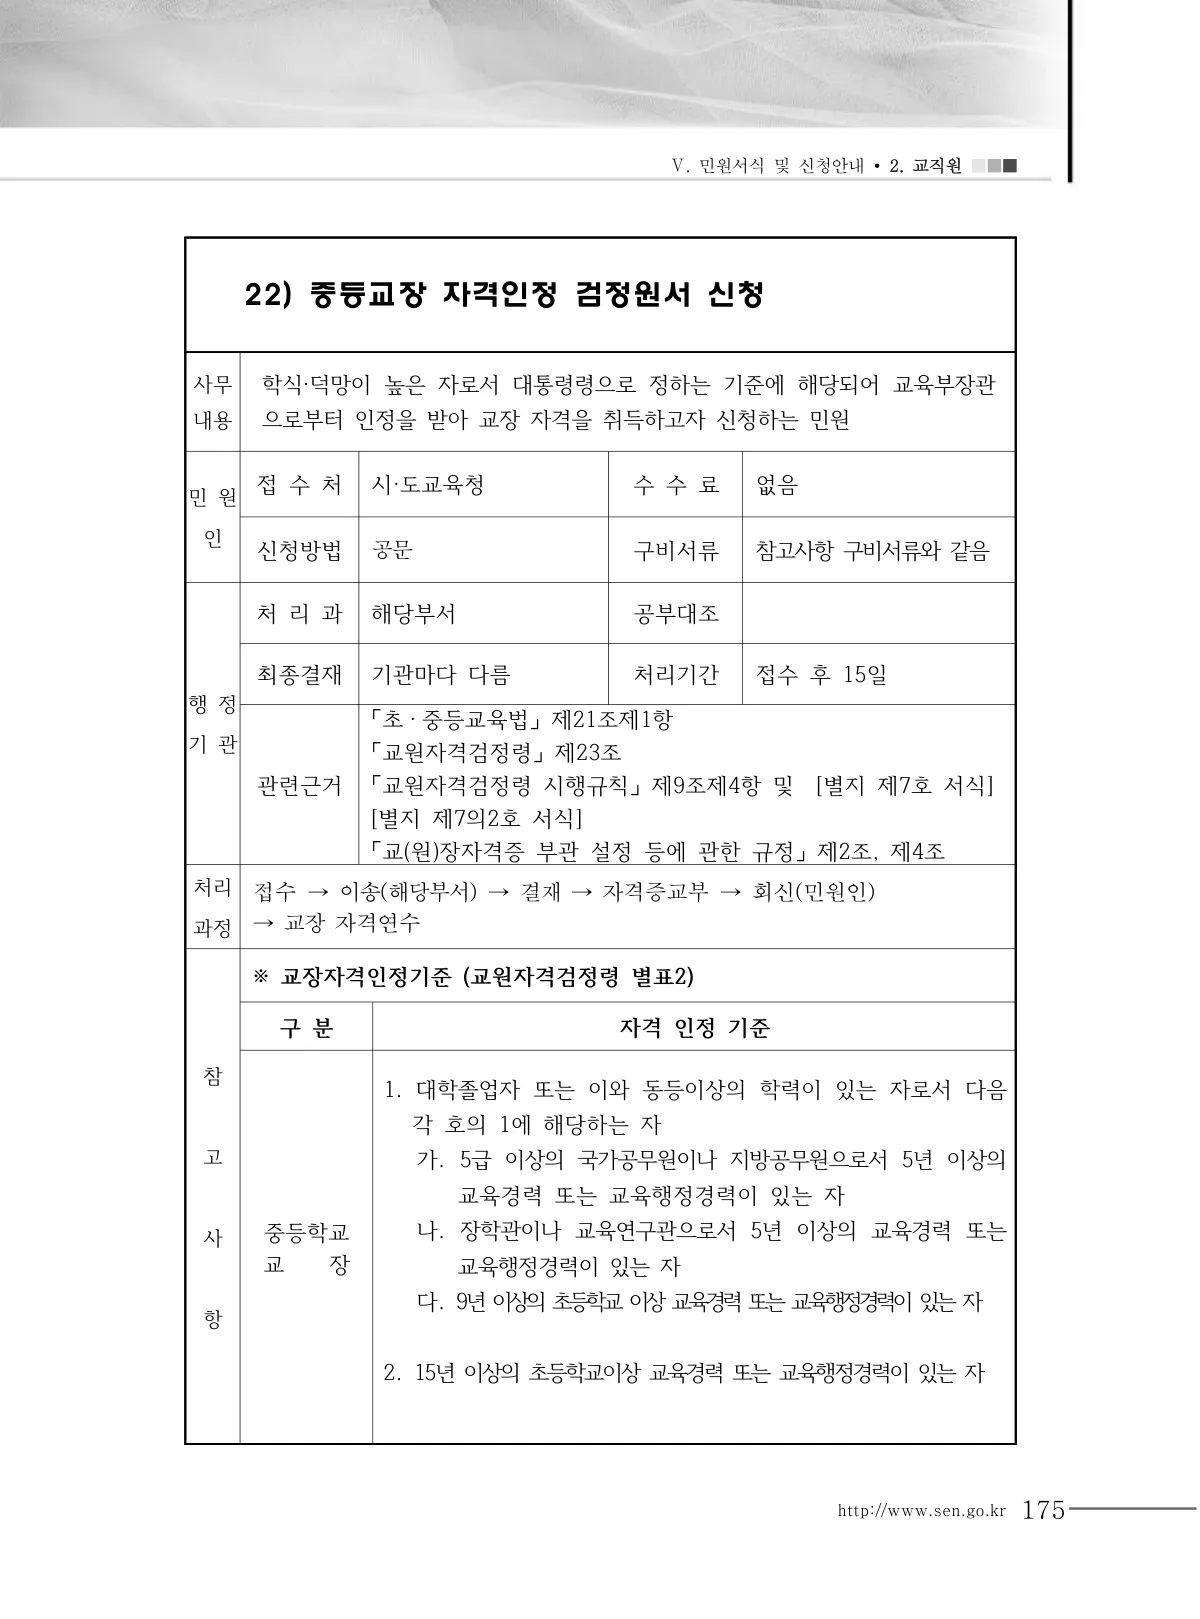 Ⅴ. 민원서식 및 신청안내 • 2. 교직원
22) 중등교장 자격인정 검정원서 신청
사무
내용
학식·덕망이 높은 자로서 대통령령으로 정하는 기준에 해당되어 교육부장관
으로부터 인정을 받아 교장 자격을 취득하고자 신청하는 민원
민 원
인
접 수 처 시·도교육청 수 수 료 없음
신청방법 공문 구비서류 참고사항 구비서류와 같음
행 정
기 관
처 리 과 해당부서 공부대조
최종결재 기관마다 다름 처리기간 접수 후 15일
관련근거
「초·중등교육법」제21조제1항
「교원자격검정령」제23조
「교원자격검정령 시행규칙」제9조제4항 및 [별지 제7호 서식]
[별지 제7의2호 서식]
「교(원)장자격증 부관 설정 등에 관한 규정」제2조, 제4조
처리
과정
접수 → 이송(해당부서) → 결재 → 자격증교부 → 회신(민원인)
→ 교장 자격연수
참
고
사
항
※ 교장자격인정기준 (교원자격검정령 별표2)
구 분 자격 인정 기준
중등학교
교 장
1. 대학졸업자 또는 이와 동등이상의 학력이 있는 자로서 다음
각 호의 1에 해당하는 자
가. 5급 이상의 국가공무원이나 지방공무원으로서 5년 이상의
교육경력 또는 교육행정경력이 있는 자
나. 장학관이나 교육연구관으로서 5년 이상의 교육경력 또는
교육행정경력이 있는 자
다. 9년 이상의 초등학교 이상 교육경력 또는 교육행정경력이 있는 자
2. 15년 이상의 초등학교이상 교육경력 또는 교육행정경력이 있는 자
http://www.sen.go.kr 175